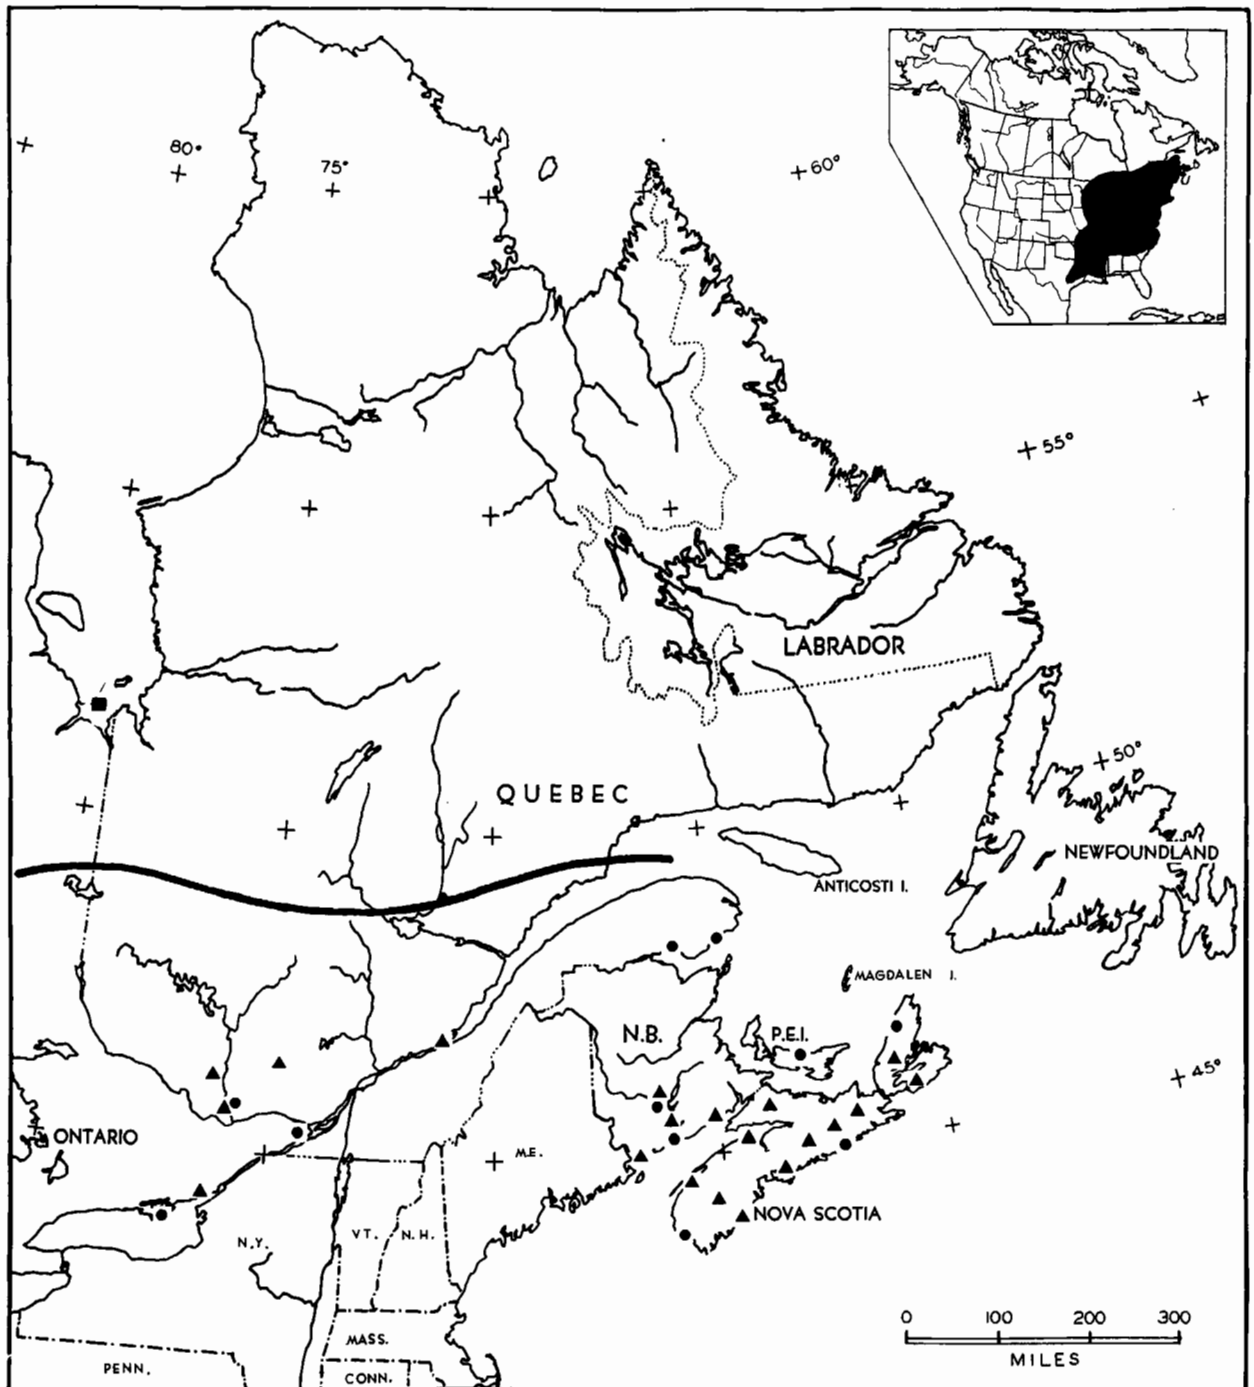 80°
75°
60°
55°
LABRADOR
50°
QUEBEC
NEWFOUNDLAND
ANTICOSTI I.
MAGDALEN I.
N.B.
P.E.I.
45°
ONTARIO
ME.
NOVA SCOTIA
N.Y.
VT.
N.H.
0 100 200 300
MILES
MASS.
PENN.
CONN.